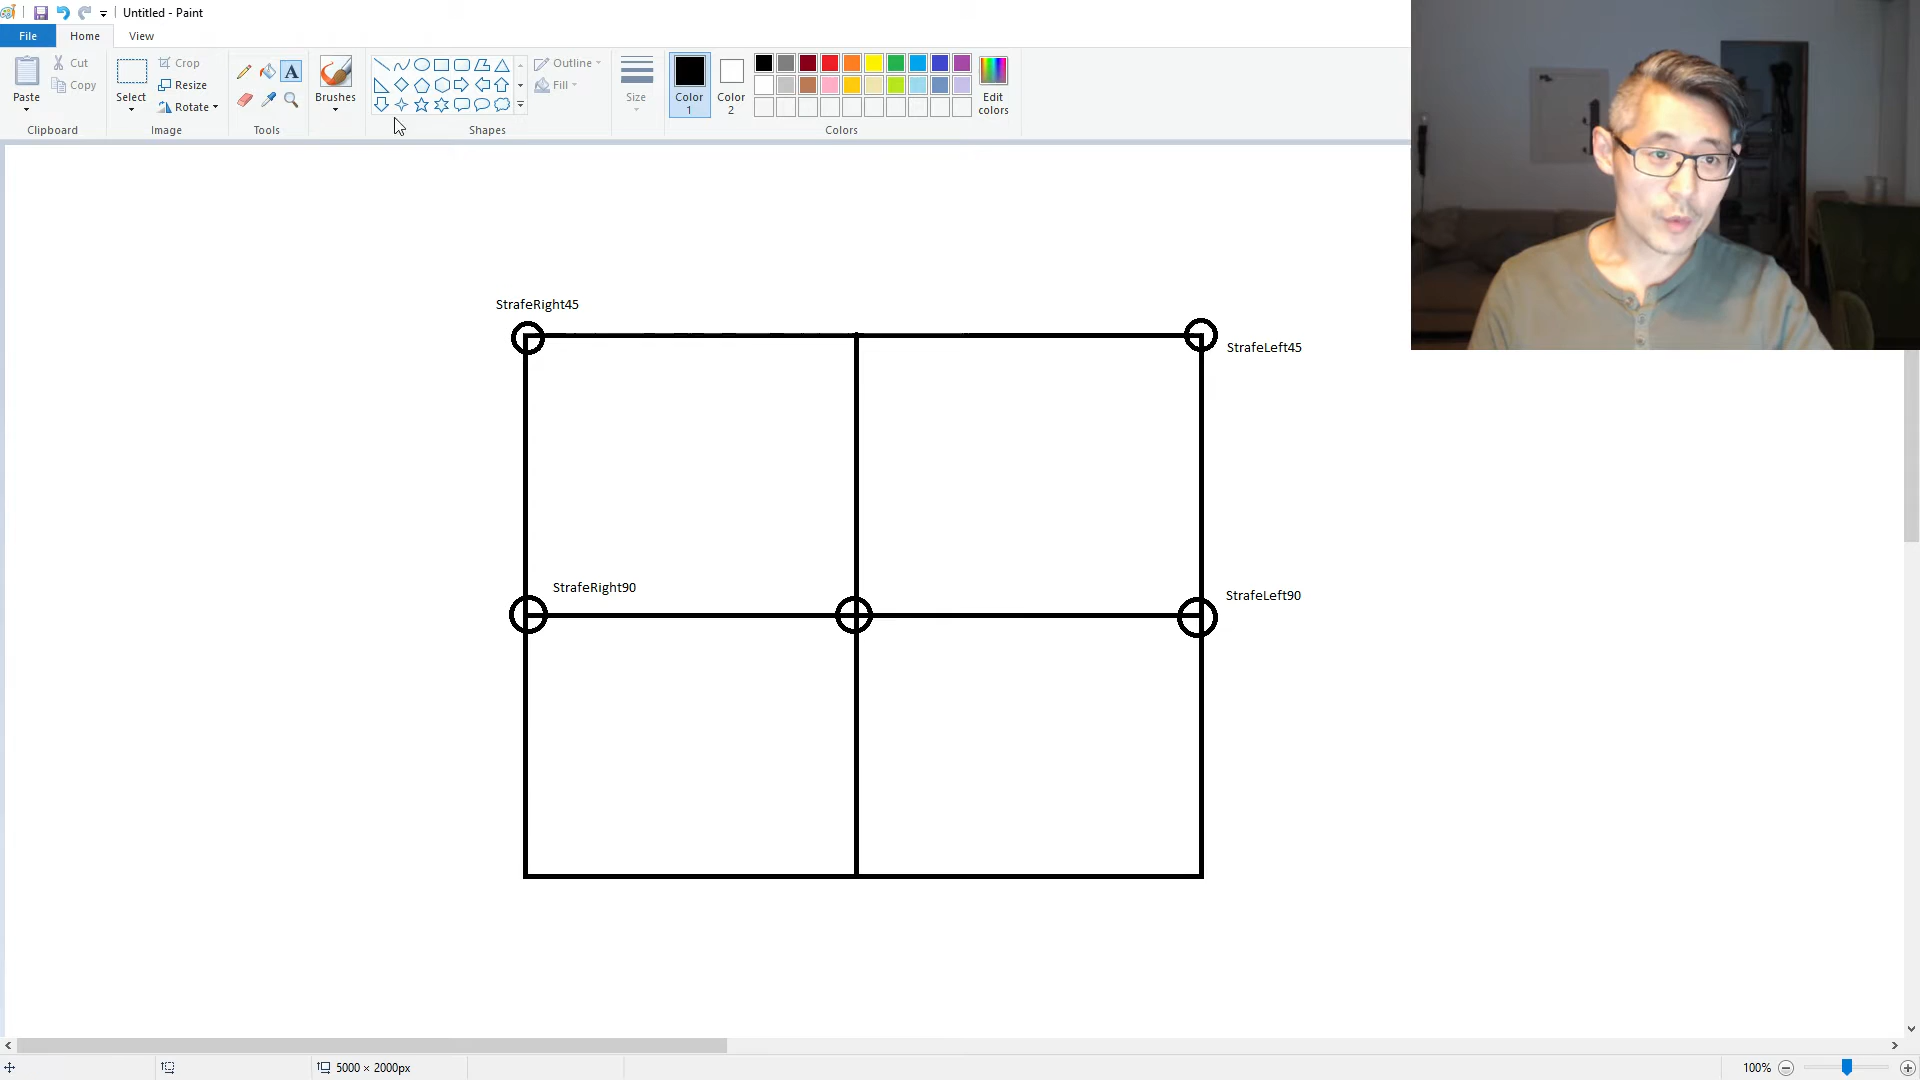 Untitled - Paint
File Home View
Cut
Copy
Paste
Clipboard
Crop
Resize
Rotate
Select
Image
A
Tools
Brushes
Shapes
Outline
Fill
Size
Color 1
Color 2
Edit colors
Colors
StrafeRight45
StrafeLeft45
StrafeRight90
StrafeLeft90
5000 × 2000px
100%